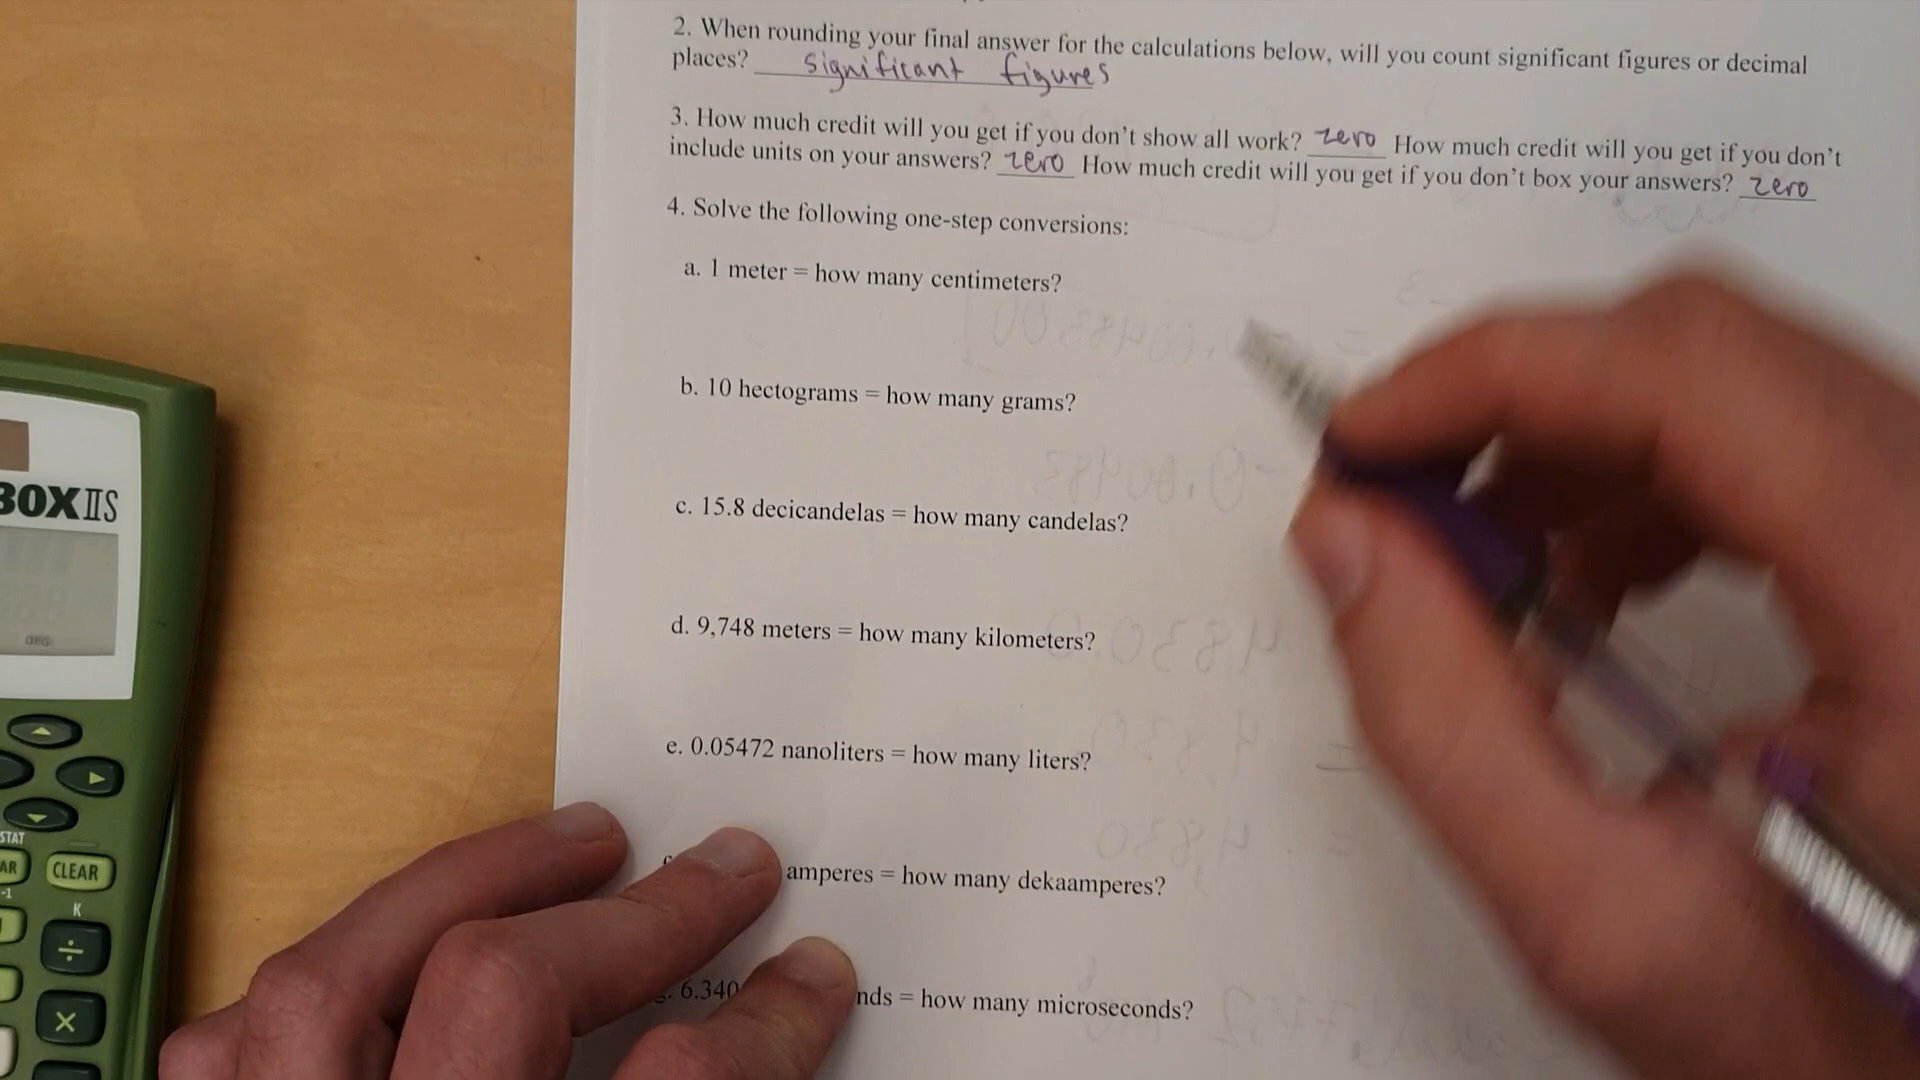 2. When rounding your final answer for the calculations below, will you count significant figures or decimal
places? significant figures
3. How much credit will you get if you don't show all work? zero How much credit will you get if you don't
include units on your answers? zero How much credit will you get if you don't box your answers? zero
4. Solve the following one-step conversions:
a. 1 meter = how many centimeters?
b. 10 hectograms = how many grams?
c. 15.8 decicandelas = how many candelas?
d. 9,748 meters = how many kilometers?
e. 0.05472 nanoliters = how many liters?
amperes = how many dekaamperes?
6.340 nds = how many microseconds?
BOX IIS
DEG
STAT
AR CLEAR
-1 K
÷
×